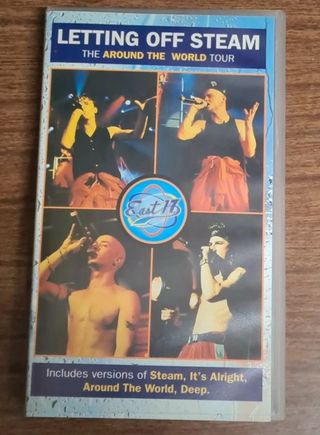 LETTING OFF STEAM
THE AROUND THE WORLD TOUR
East 17
Includes versions of Steam, It's Alright,
Around The World, Deep.